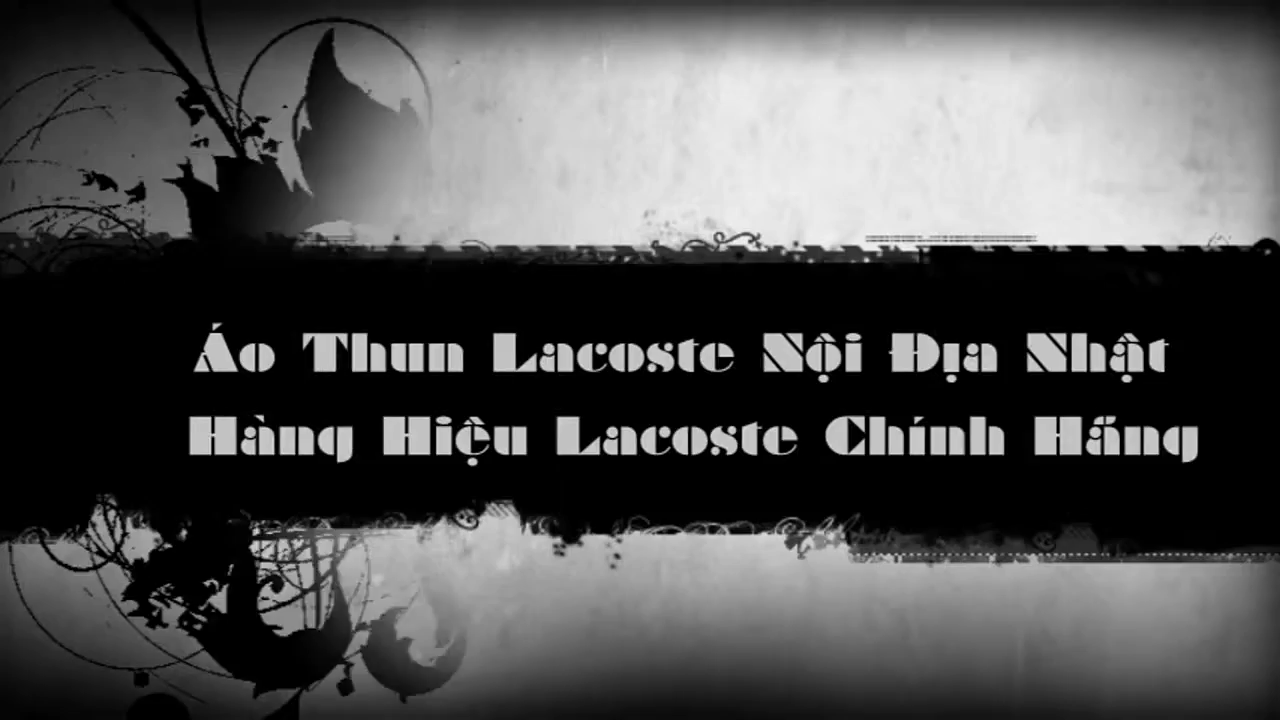 Áo Thun Lacoste Nội Địa Nhật
Hàng Hiệu Lacoste Chính Hãng